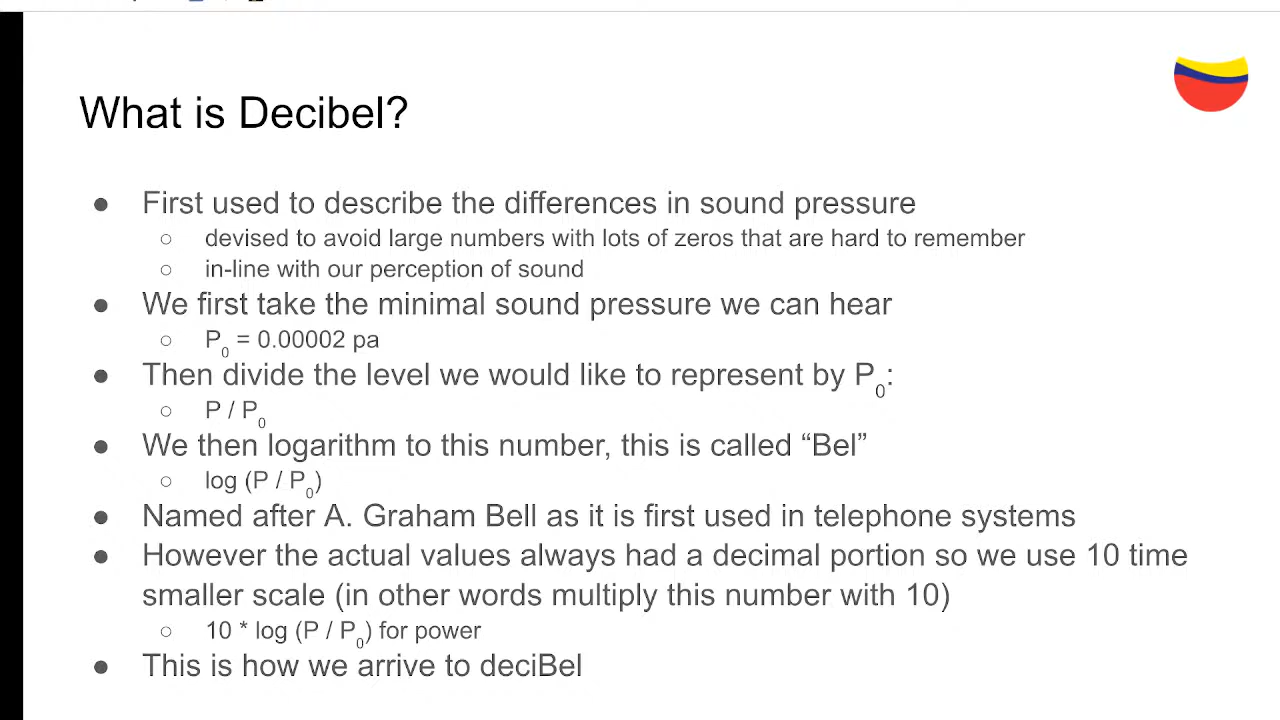 What is Decibel?
● First used to describe the differences in sound pressure
○ devised to avoid large numbers with lots of zeros that are hard to remember
○ in-line with our perception of sound
● We first take the minimal sound pressure we can hear
○ P₀ = 0.00002 pa
● Then divide the level we would like to represent by P₀:
○ P / P₀
● We then logarithm to this number, this is called “Bel”
○ log (P / P₀)
● Named after A. Graham Bell as it is first used in telephone systems
● However the actual values always had a decimal portion so we use 10 time
smaller scale (in other words multiply this number with 10)
○ 10 * log (P / P₀) for power
● This is how we arrive to deciBel